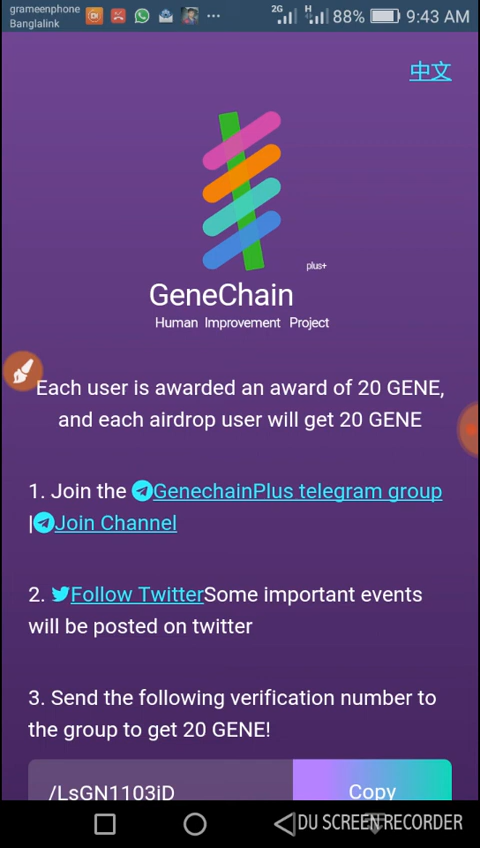 grameenphone
Banglalink
2G H 88% 9:43 AM
中文
plus+
GeneChain
Human Improvement Project
Each user is awarded an award of 20 GENE,
and each airdrop user will get 20 GENE
1. Join the GenechainPlus telegram group
|Join Channel
2. Follow TwitterSome important events
will be posted on twitter
3. Send the following verification number to
the group to get 20 GENE!
/LsGN1103iD Copy
DU SCREEN RECORDER